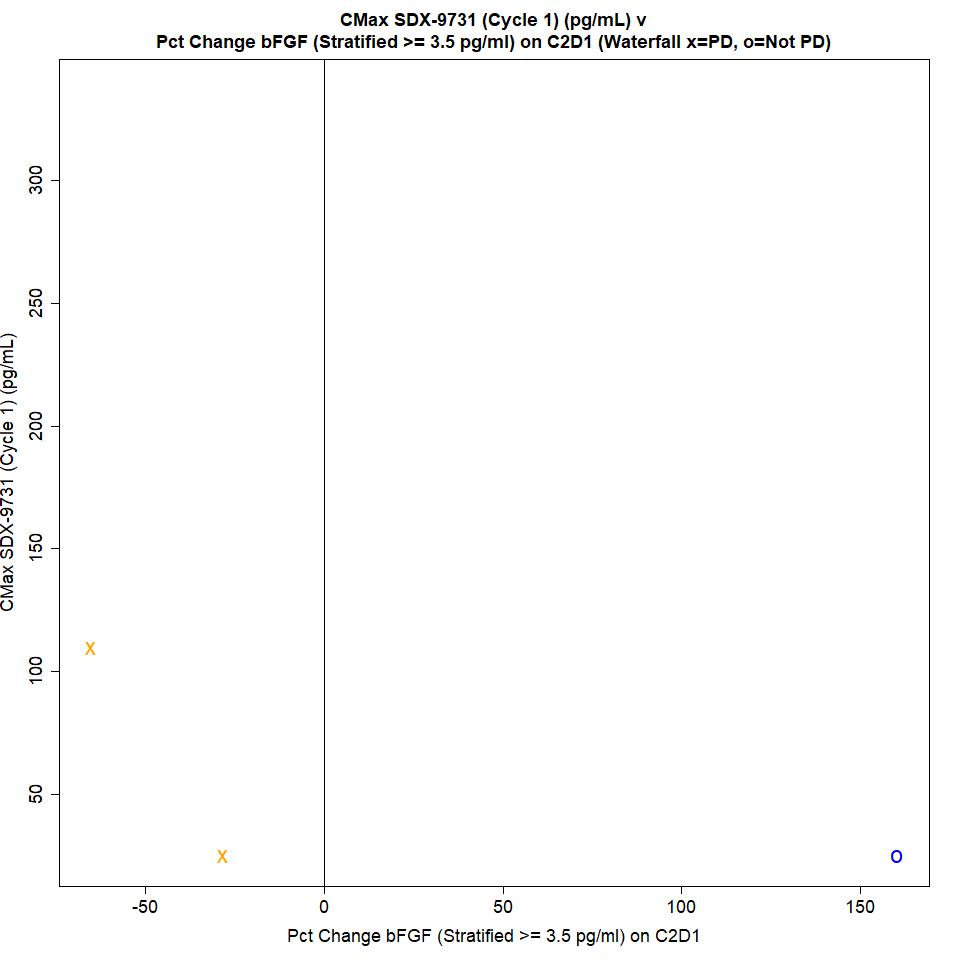 CMax SDX-9731 (Cycle 1) (pg/mL) v
Pct Change bFGF (Stratified >= 3.5 pg/ml) on C2D1 (Waterfall x=PD, o=Not PD)
CMax SDX-9731 (Cycle 1) (pg/mL)
300
250
200
150
100
50
X
X
O
-50
0
50
100
150
Pct Change bFGF (Stratified >= 3.5 pg/ml) on C2D1